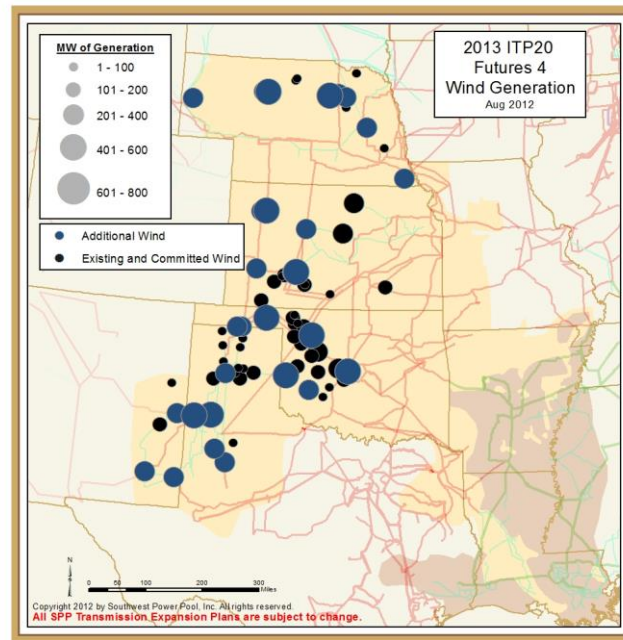 MW of Generation
1 - 100
101 - 200
201 - 400
401 - 600
601 - 800
Additional Wind
Existing and Committed Wind
2013 ITP20
Futures 4
Wind Generation
Aug 2012
N
0 50 100 200 300
Miles
Copyright 2012 by Southwest Power Pool, Inc. All rights reserved.
All SPP Transmission Expansion Plans are subject to change.